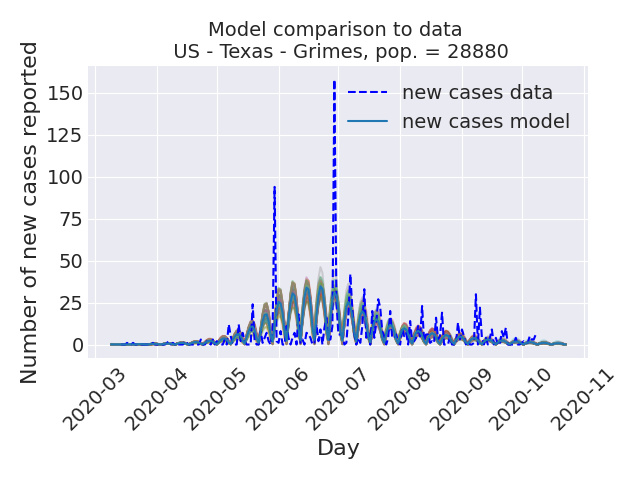 Model comparison to data
US - Texas - Grimes, pop. = 28880
Number of new cases reported
150
125
100
75
50
25
0
new cases data
new cases model
2020-03
2020-04
2020-05
2020-06
2020-07
2020-08
2020-09
2020-10
2020-11
Day